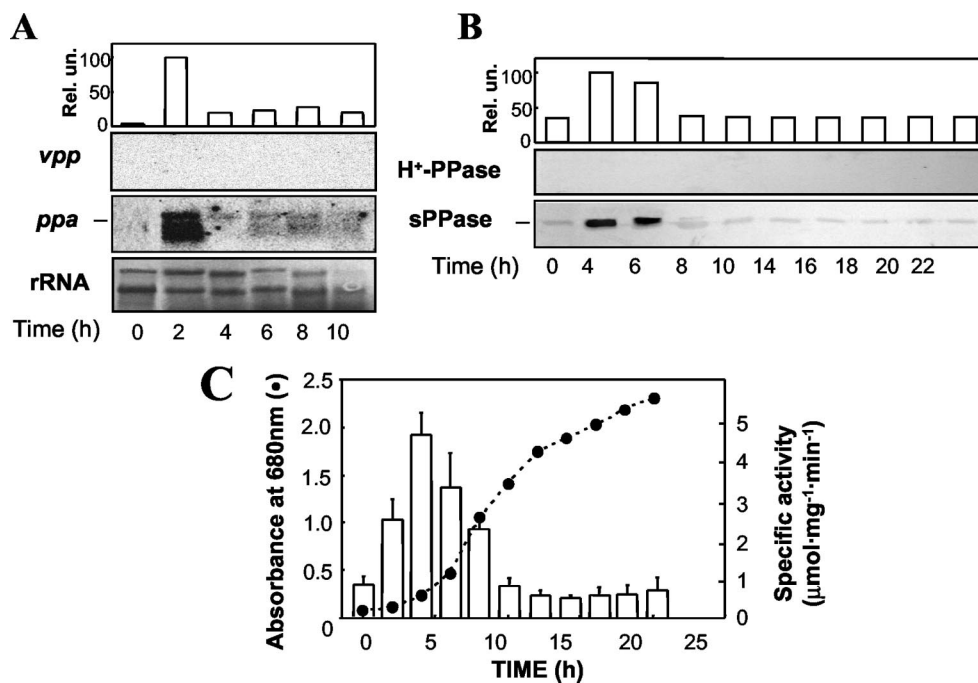 A
Rel. un.
100
50
0
vpp
ppa
rRNA
Time (h) 0 2 4 6 8 10
B
Rel. un.
100
50
0
H⁺-PPase
sPPase
Time (h) 0 4 6 8 10 14 16 18 20 22
C
Absorbance at 680nm (•)
2.5
2.0
1.5
1.0
0.5
0
5
4
3
2
1
0
Specific activity
(μmol·mg⁻¹·min⁻¹)
0 5 10 15 20 25
TIME (h)